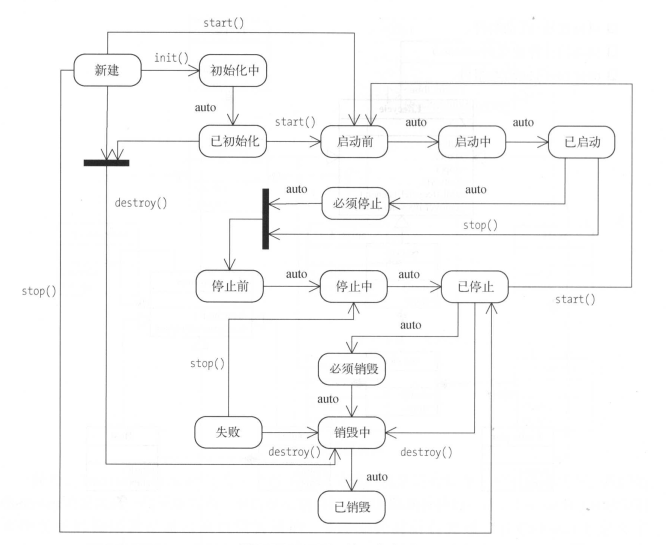 start()
init()
新建
初始化中
auto
start()
auto
auto
已初始化
启动前
启动中
已启动
destroy()
auto
auto
必须停止
stop()
auto
auto
停止前
停止中
已停止
stop()
start()
auto
stop()
必须销毁
auto
失败
销毁中
destroy()
destroy()
auto
已销毁